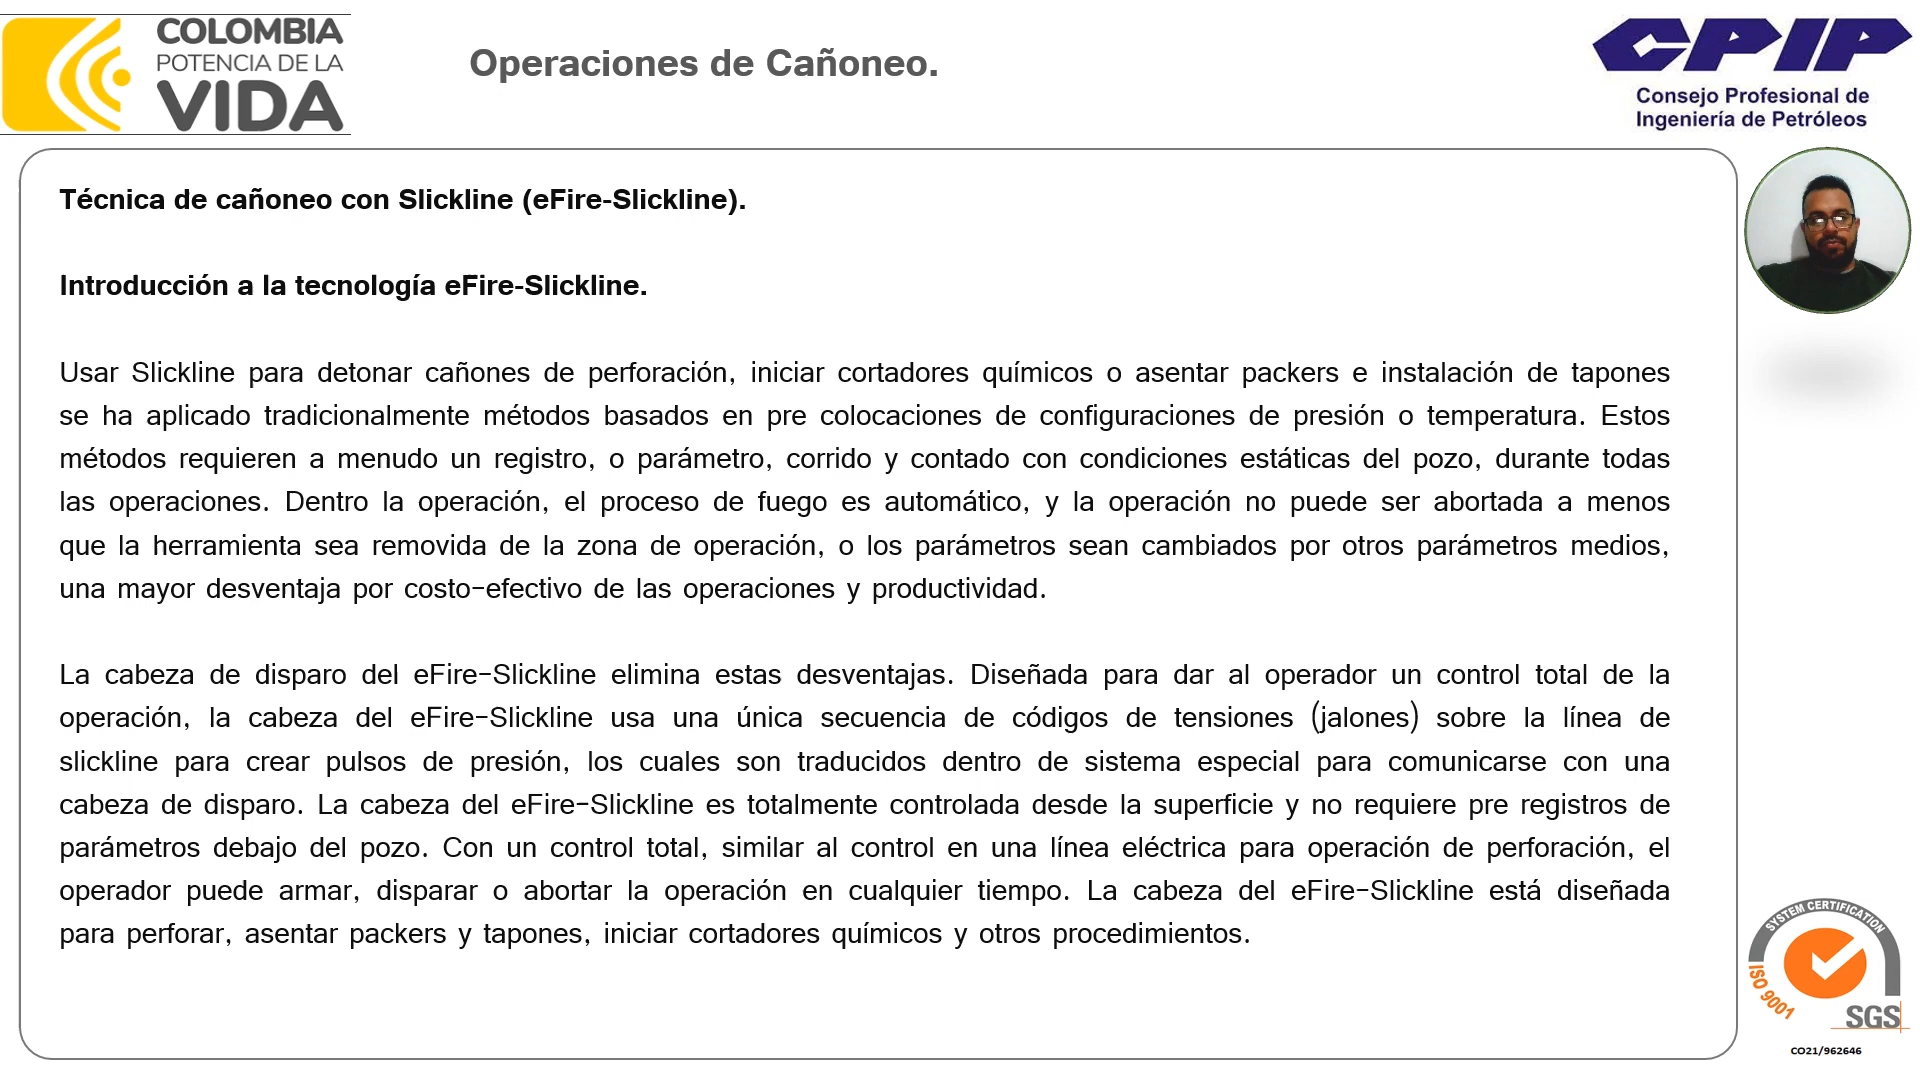 COLOMBIA
POTENCIA DE LA
VIDA
Operaciones de Cañoneo.
CPIP
Consejo Profesional de
Ingeniería de Petróleos
Técnica de cañoneo con Slickline (eFire-Slickline).
Introducción a la tecnología eFire-Slickline.
Usar Slickline para detonar cañones de perforación, iniciar cortadores químicos o asentar packers e instalación de tapones
se ha aplicado tradicionalmente métodos basados en pre colocaciones de configuraciones de presión o temperatura. Estos
métodos requieren a menudo un registro, o parámetro, corrido y contado con condiciones estáticas del pozo, durante todas
las operaciones. Dentro la operación, el proceso de fuego es automático, y la operación no puede ser abortada a menos
que la herramienta sea removida de la zona de operación, o los parámetros sean cambiados por otros parámetros medios,
una mayor desventaja por costo-efectivo de las operaciones y productividad.
La cabeza de disparo del eFire-Slickline elimina estas desventajas. Diseñada para dar al operador un control total de la
operación, la cabeza del eFire-Slickline usa una única secuencia de códigos de tensiones (jalones) sobre la línea de
slickline para crear pulsos de presión, los cuales son traducidos dentro de sistema especial para comunicarse con una
cabeza de disparo. La cabeza del eFire-Slickline es totalmente controlada desde la superficie y no requiere pre registros de
parámetros debajo del pozo. Con un control total, similar al control en una línea eléctrica para operación de perforación, el
operador puede armar, disparar o abortar la operación en cualquier tiempo. La cabeza del eFire-Slickline está diseñada
para perforar, asentar packers y tapones, iniciar cortadores químicos y otros procedimientos.
SYSTEM CERTIFICATION
ISO 9001
SGS
CO21/962646